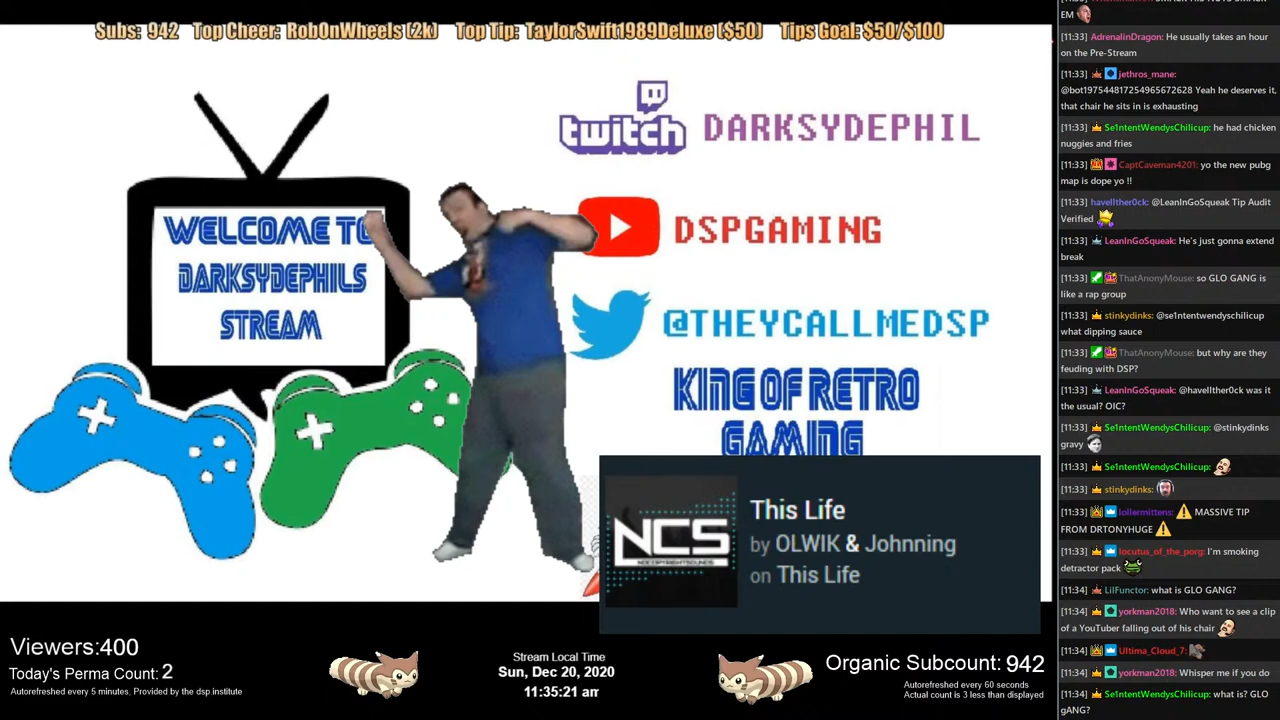 Subs: 942 Top Cheer: RobOnWheels (2k) Top Tip: TaylorSwift1989Deluxe ($50) Tips Goal: $50/$100
WELCOME TO
DARKSYDEPHILS
STREAM
twitch DARKSYDEPHIL
DSPGAMING
@THEYCALLMEDSP
KING OF RETRO
GAMING
NCS
NOCOPYRIGHTSOUNDS
This Life
by OLWIK & Johnning
on This Life
Viewers:400
Today's Perma Count: 2
Autorefreshed every 5 minutes, Provided by the dsp institute
Stream Local Time
Sun, Dec 20, 2020
11:35:21 am
Organic Subcount: 942
Autorefreshed every 60 seconds
Actual count is 3 less than displayed
EM
[11:33] AdrenalinDragon: He usually takes an hour
on the Pre-Stream
[11:33] jethros_mane:
@bot197544817254965672628 Yeah he deserves it,
that chair he sits in is exhausting
[11:33] Se1ntentWendysChilicup: he had chicken
nuggies and fries
[11:33] CaptCaveman4201: yo the new pubg
map is dope yo !!
[11:33] havellther0ck: @LeanInGoSqueak Tip Audit
Verified
[11:33] LeanInGoSqueak: He's just gonna extend
break
[11:33] ThatAnonyMouse: so GLO GANG is
like a rap group
[11:33] stinkydinks: @se1ntentwendyschilicup
what dipping sauce
[11:33] ThatAnonyMouse: but why are they
feuding with DSP?
[11:33] LeanInGoSqueak: @havellther0ck was it
the usual? OIC?
[11:33] Se1ntentWendysChilicup: @stinkydinks
gravy
[11:33] Se1ntentWendysChilicup:
[11:33] stinkydinks:
[11:33] lollermittens: ⚠ MASSIVE TIP
FROM DRTONYHUGE ⚠
[11:33] locutus_of_the_porg: I'm smoking
detractor pack
[11:34] LilFunctor: what is GLO GANG?
[11:34] yorkman2018: Who want to see a clip
of a YouTuber falling out of his chair
[11:34] Ultima_Cloud_7:
[11:34] yorkman2018: Whisper me if you do
[11:34] Se1ntentWendysChilicup: what is? GLO
gANG?